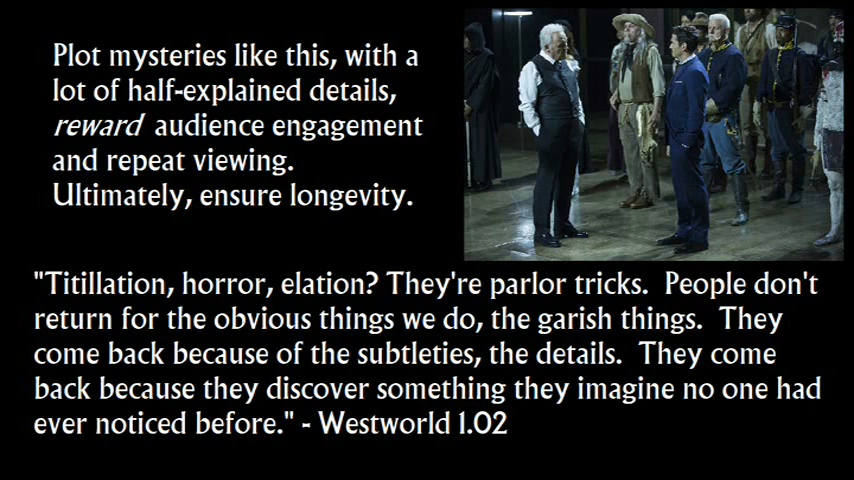 Plot mysteries like this, with a
lot of half-explained details,
reward audience engagement
and repeat viewing.
Ultimately, ensure longevity.
"Titillation, horror, elation? They're parlor tricks. People don't
return for the obvious things we do, the garish things. They
come back because of the subtleties, the details. They come
back because they discover something they imagine no one had
ever noticed before." - Westworld 1.02